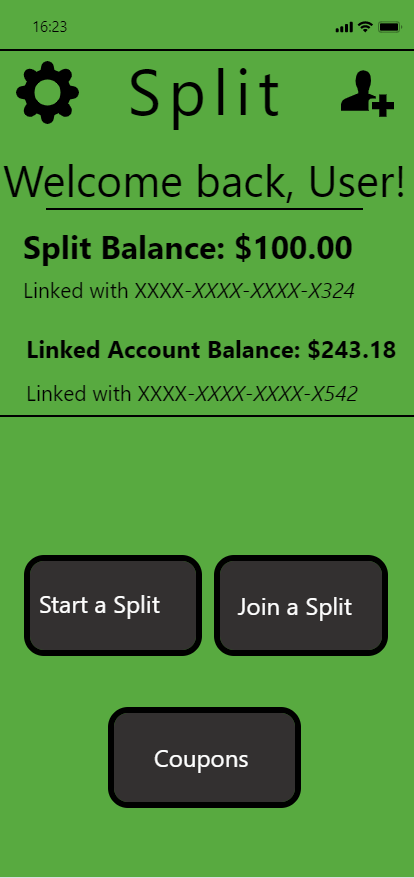 16:23
Split
Welcome back, User!
Split Balance: $100.00
Linked with XXXX-XXXX-XXXX-X324
Linked Account Balance: $243.18
Linked with XXXX-XXXX-XXXX-X542
Start a Split
Join a Split
Coupons